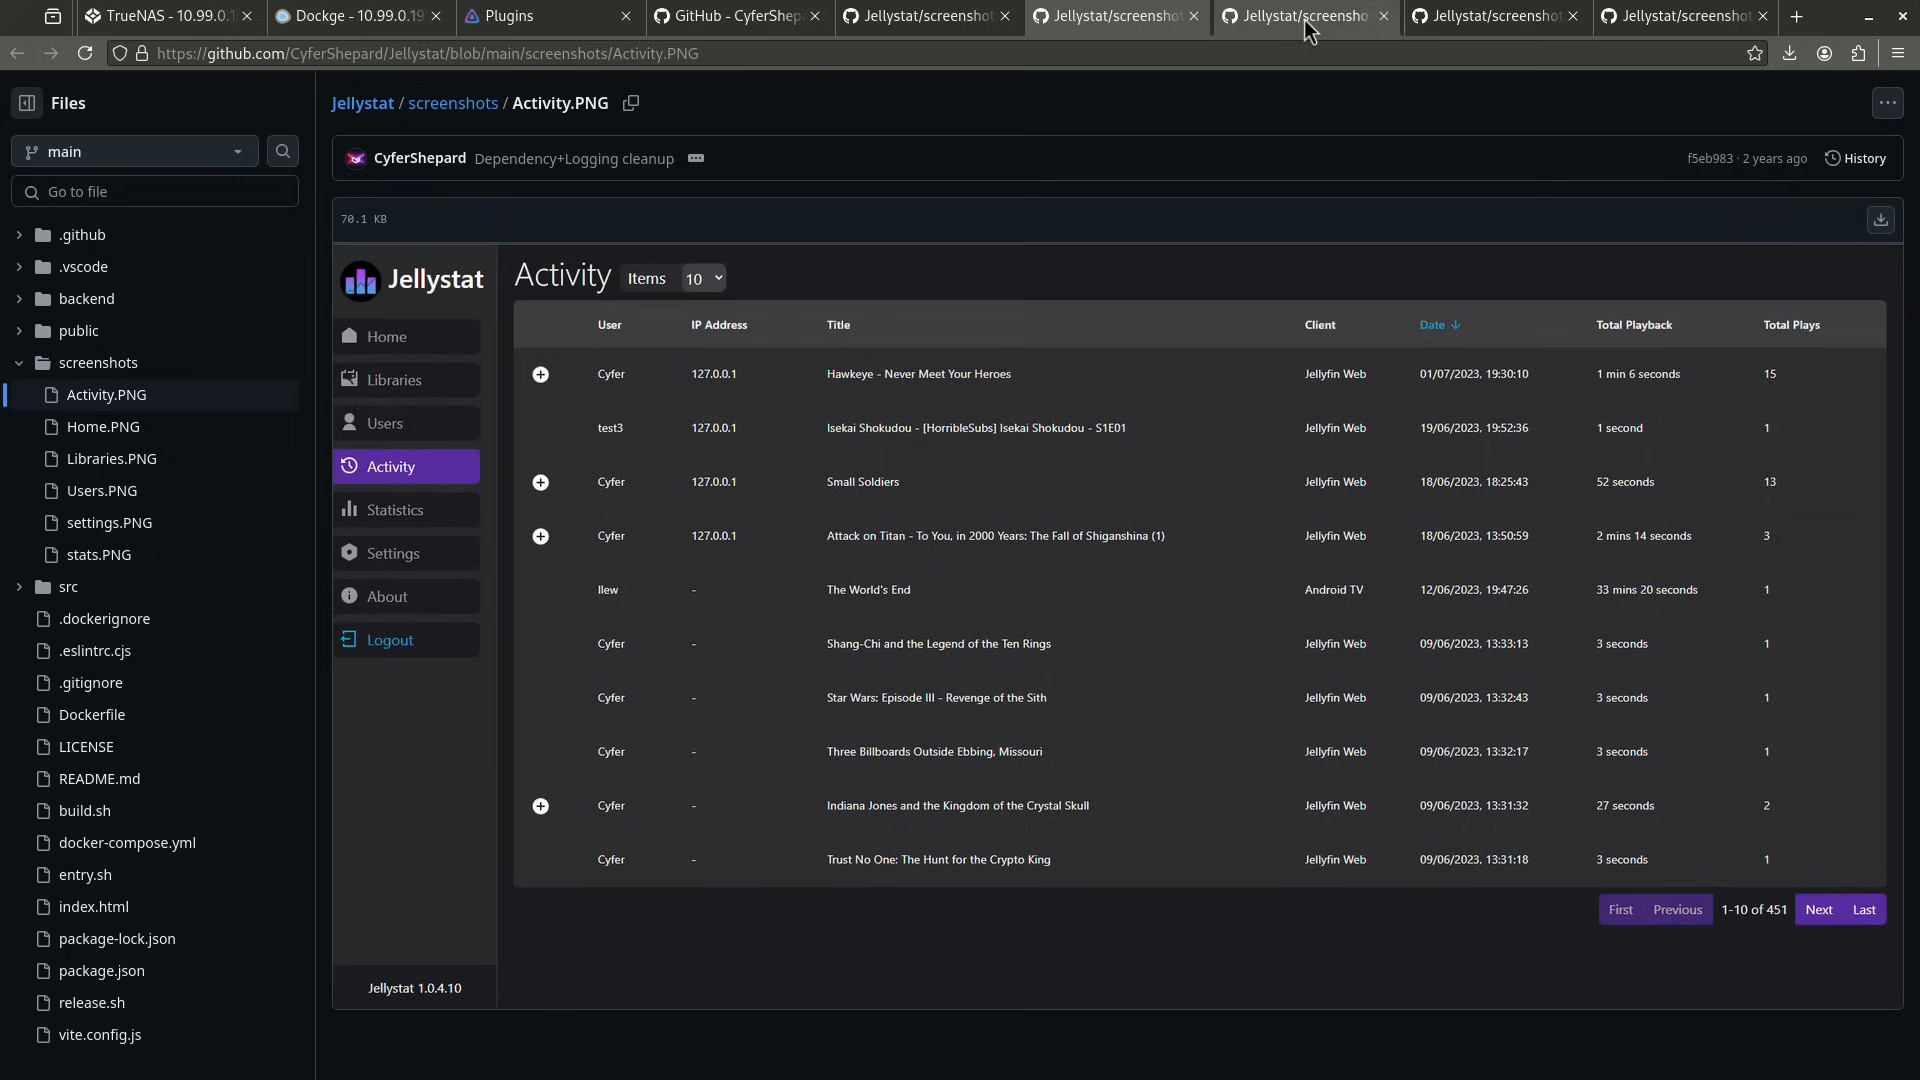 TrueNAS - 10.99.0.1
Dockge - 10.99.0.19
Plugins
GitHub - CyferShep
Jellystat/screenshot
Jellystat/screenshot
Jellystat/screensho
Jellystat/screenshot
Jellystat/screenshot
https://github.com/CyferShepard/Jellystat/blob/main/screenshots/Activity.PNG
Files
Jellystat / screenshots / Activity.PNG
main
CyferShepard Dependency+Logging cleanup
f5eb983 · 2 years ago
History
Go to file
70.1 KB
.github
.vscode
backend
public
screenshots
Activity.PNG
Home.PNG
Libraries.PNG
Users.PNG
settings.PNG
stats.PNG
src
.dockerignore
.eslintrc.cjs
.gitignore
Dockerfile
LICENSE
README.md
build.sh
docker-compose.yml
entry.sh
index.html
package-lock.json
package.json
release.sh
vite.config.js
Jellystat
Home
Libraries
Users
Activity
Statistics
Settings
About
Logout
Jellystat 1.0.4.10
Activity Items 10
User IP Address Title Client Date Total Playback Total Plays
Cyfer 127.0.0.1 Hawkeye - Never Meet Your Heroes Jellyfin Web 01/07/2023, 19:30:10 1 min 6 seconds 15
test3 127.0.0.1 Isekai Shokudou - [HorribleSubs] Isekai Shokudou - S1E01 Jellyfin Web 19/06/2023, 19:52:36 1 second 1
Cyfer 127.0.0.1 Small Soldiers Jellyfin Web 18/06/2023, 18:25:43 52 seconds 13
Cyfer 127.0.0.1 Attack on Titan - To You, in 2000 Years: The Fall of Shiganshina (1) Jellyfin Web 18/06/2023, 13:50:59 2 mins 14 seconds 3
llew - The World's End Android TV 12/06/2023, 19:47:26 33 mins 20 seconds 1
Cyfer - Shang-Chi and the Legend of the Ten Rings Jellyfin Web 09/06/2023, 13:33:13 3 seconds 1
Cyfer - Star Wars: Episode III - Revenge of the Sith Jellyfin Web 09/06/2023, 13:32:43 3 seconds 1
Cyfer - Three Billboards Outside Ebbing, Missouri Jellyfin Web 09/06/2023, 13:32:17 3 seconds 1
Cyfer - Indiana Jones and the Kingdom of the Crystal Skull Jellyfin Web 09/06/2023, 13:31:32 27 seconds 2
Cyfer - Trust No One: The Hunt for the Crypto King Jellyfin Web 09/06/2023, 13:31:18 3 seconds 1
First Previous 1-10 of 451 Next Last